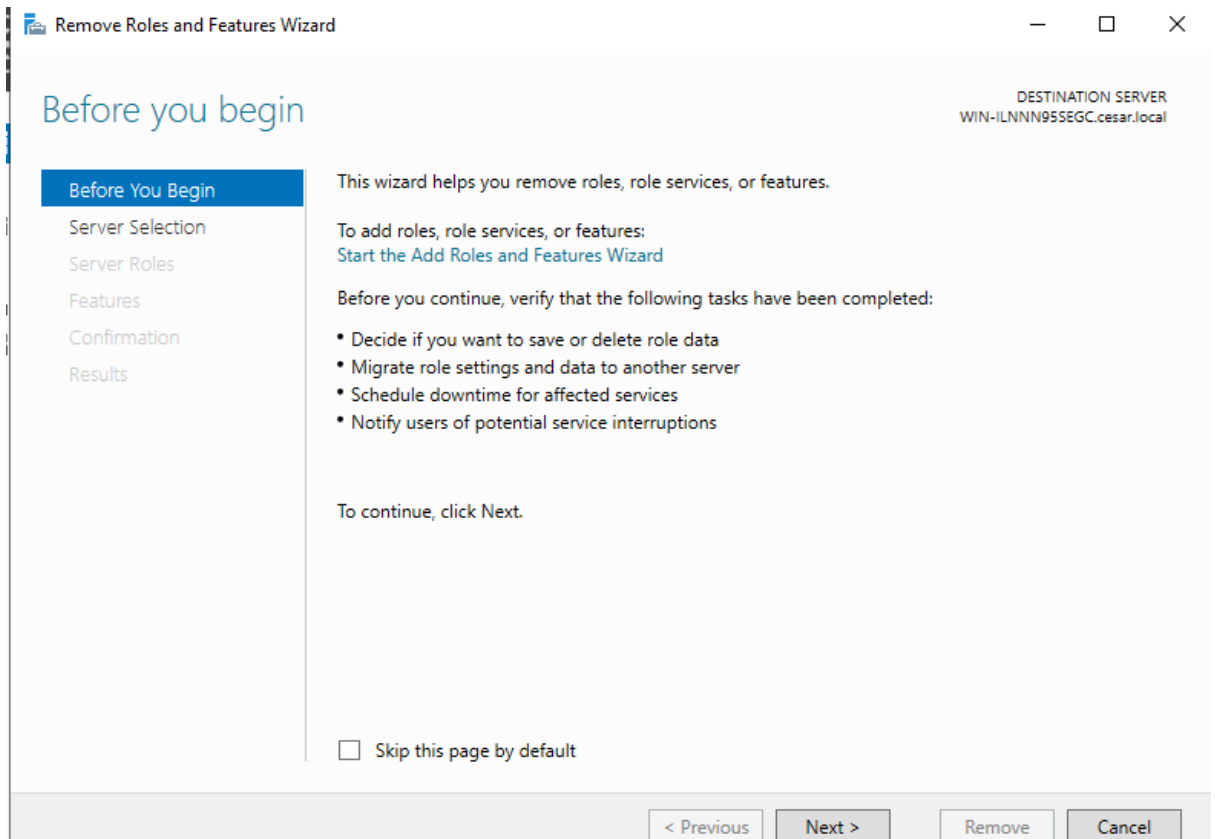 Remove Roles and Features Wizard
Before you begin
DESTINATION SERVER
WIN-ILNNN95SEGC.cesar.local
Before You Begin
Server Selection
Server Roles
Features
Confirmation
Results
This wizard helps you remove roles, role services, or features.
To add roles, role services, or features:
Start the Add Roles and Features Wizard
Before you continue, verify that the following tasks have been completed:
• Decide if you want to save or delete role data
• Migrate role settings and data to another server
• Schedule downtime for affected services
• Notify users of potential service interruptions
To continue, click Next.
Skip this page by default
< Previous
Next >
Remove
Cancel